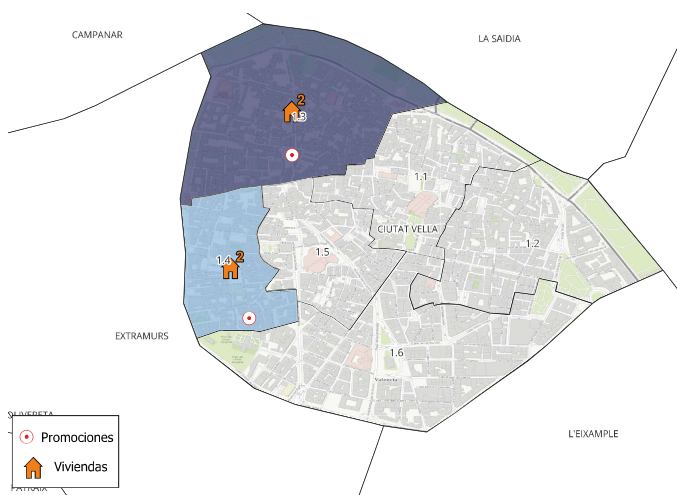 CAMPANAR
LA SAIDIA
2
1.3
1.1
CIUTAT VELLA
1.2
2
1.4
1.5
EXTRAMURS
1.6
Valencia
L'EIXAMPLE
Promociones
Viviendas